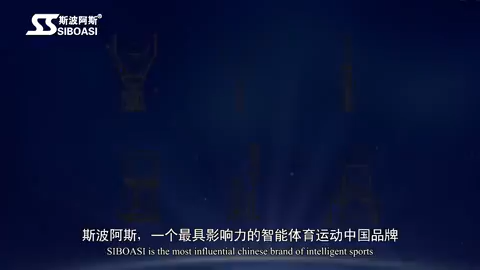 斯波阿斯®
SIBOASI
斯波阿斯，一个最具影响力的智能体育运动中国品牌
SIBOASI is the most influential chinese brand of intelligent sports